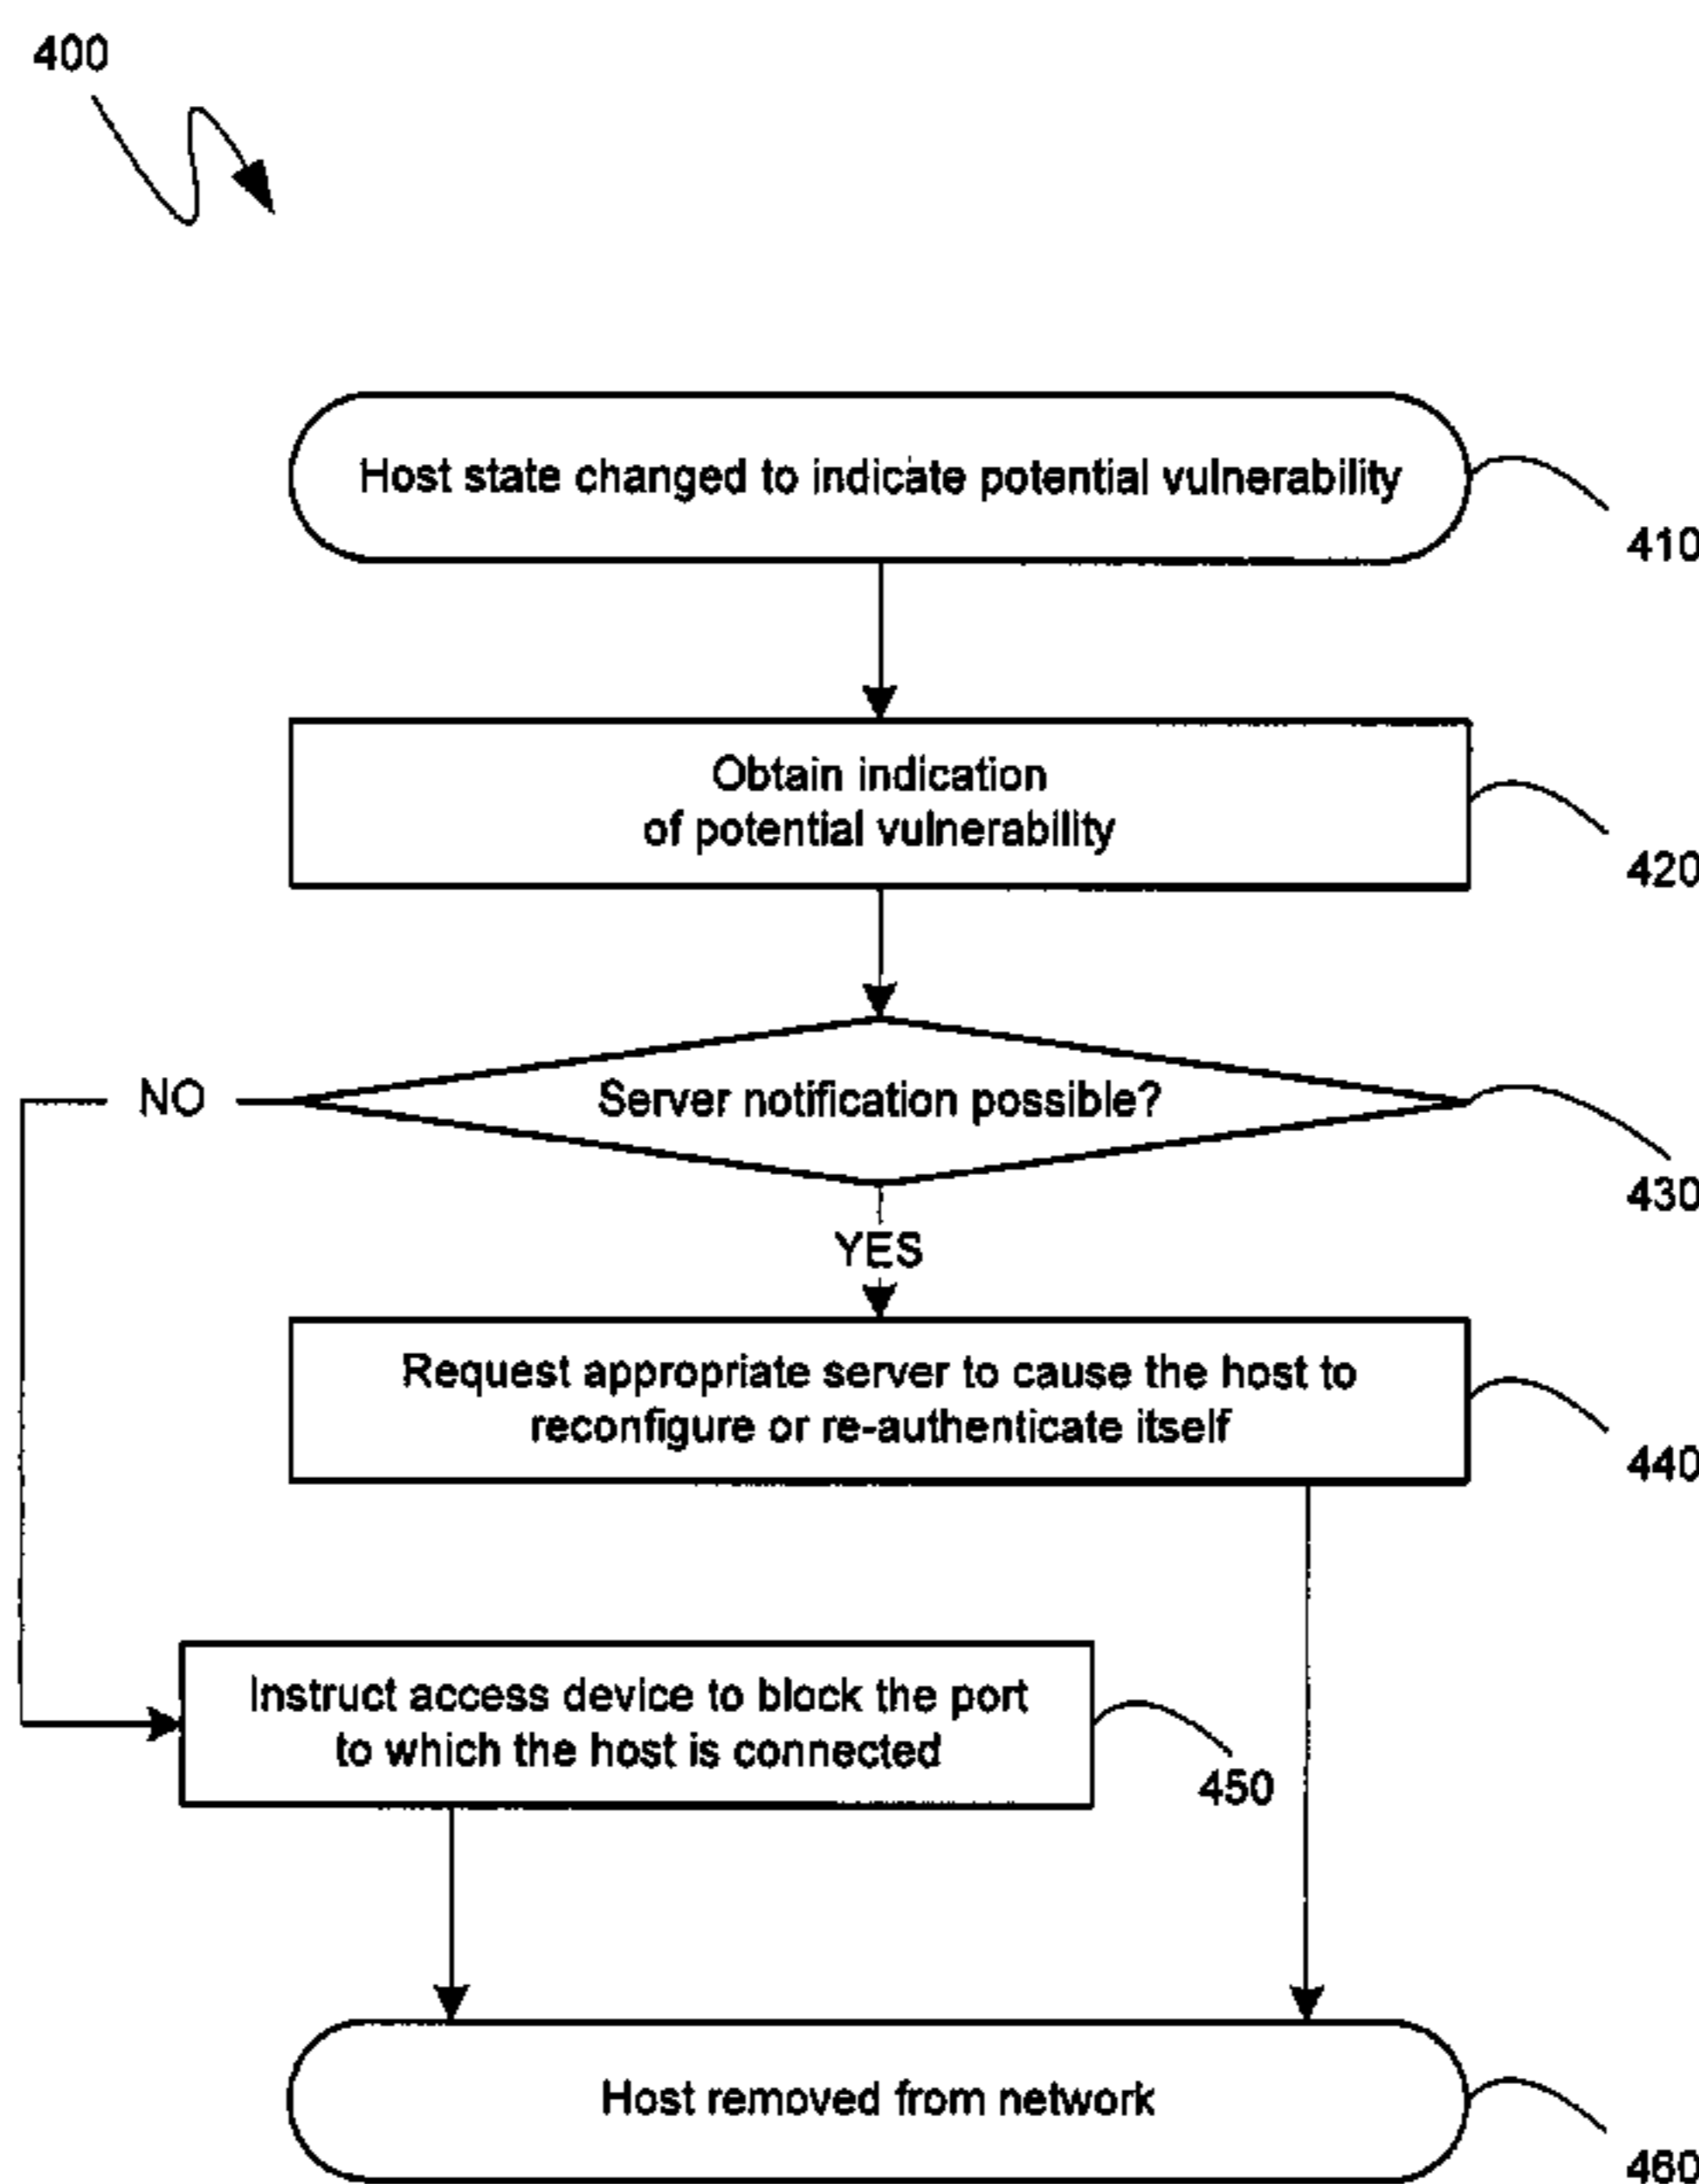 400
Host state changed to indicate potential vulnerability
410
Obtain indication
of potential vulnerability
420
Server notification possible?
NO
430
YES
Request appropriate server to cause the host to
reconfigure or re-authenticate itself
440
Instruct access device to block the port
to which the host is connected
450
Host removed from network
460